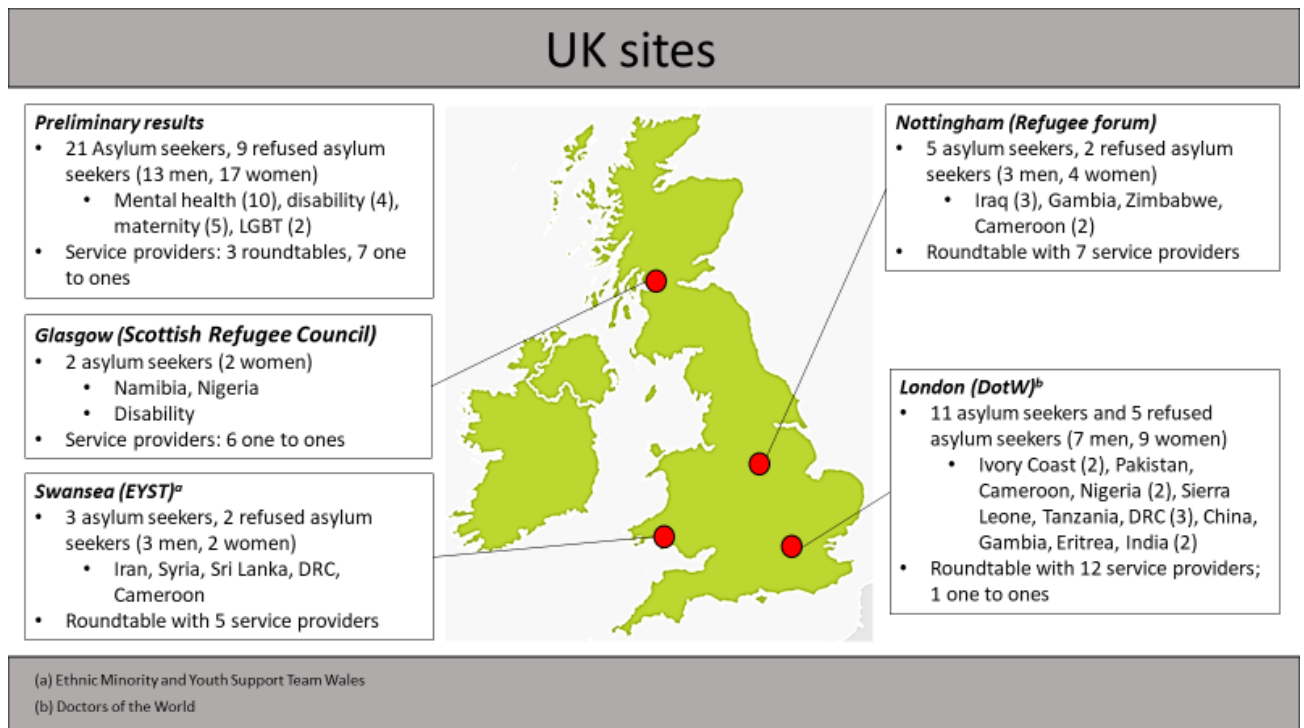 UK sites
Preliminary results
• 21 Asylum seekers, 9 refused asylum
seekers (13 men, 17 women)
• Mental health (10), disability (4),
maternity (5), LGBT (2)
• Service providers: 3 roundtables, 7 one
to ones
Glasgow (Scottish Refugee Council)
• 2 asylum seekers (2 women)
• Namibia, Nigeria
• Disability
• Service providers: 6 one to ones
Swansea (EYST)a
• 3 asylum seekers, 2 refused asylum
seekers (3 men, 2 women)
• Iran, Syria, Sri Lanka, DRC,
Cameroon
• Roundtable with 5 service providers
Nottingham (Refugee forum)
• 5 asylum seekers, 2 refused asylum
seekers (3 men, 4 women)
• Iraq (3), Gambia, Zimbabwe,
Cameroon (2)
• Roundtable with 7 service providers
London (DotW)b
• 11 asylum seekers and 5 refused
asylum seekers (7 men, 9 women)
• Ivory Coast (2), Pakistan,
Cameroon, Nigeria (2), Sierra
Leone, Tanzania, DRC (3), China,
Gambia, Eritrea, India (2)
• Roundtable with 12 service providers;
1 one to ones
(a) Ethnic Minority and Youth Support Team Wales
(b) Doctors of the World